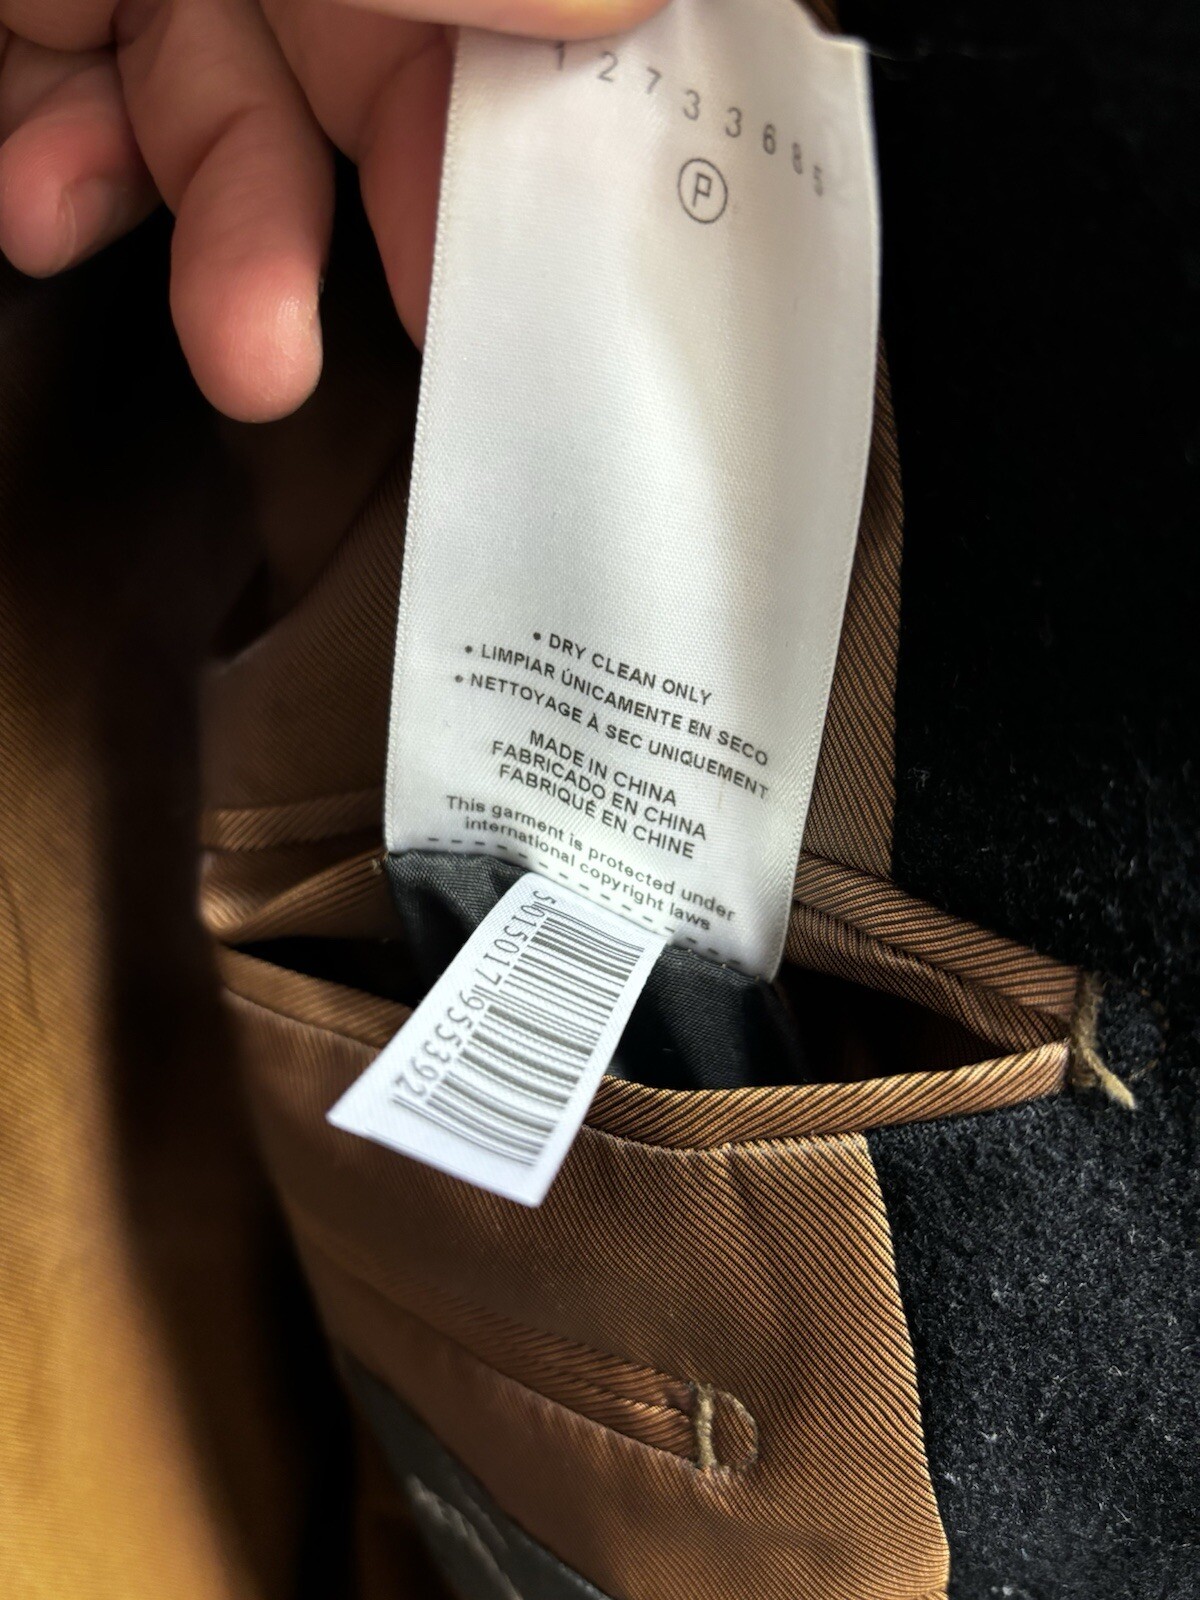 12733685
P
• DRY CLEAN ONLY
• LIMPIAR ÚNICAMENTE EN SECO
• NETTOYAGE À SEC UNIQUEMENT
MADE IN CHINA
FABRICADO EN CHINA
FABRIQUÉ EN CHINE
This garment is protected under
international copyright laws
5015017955392